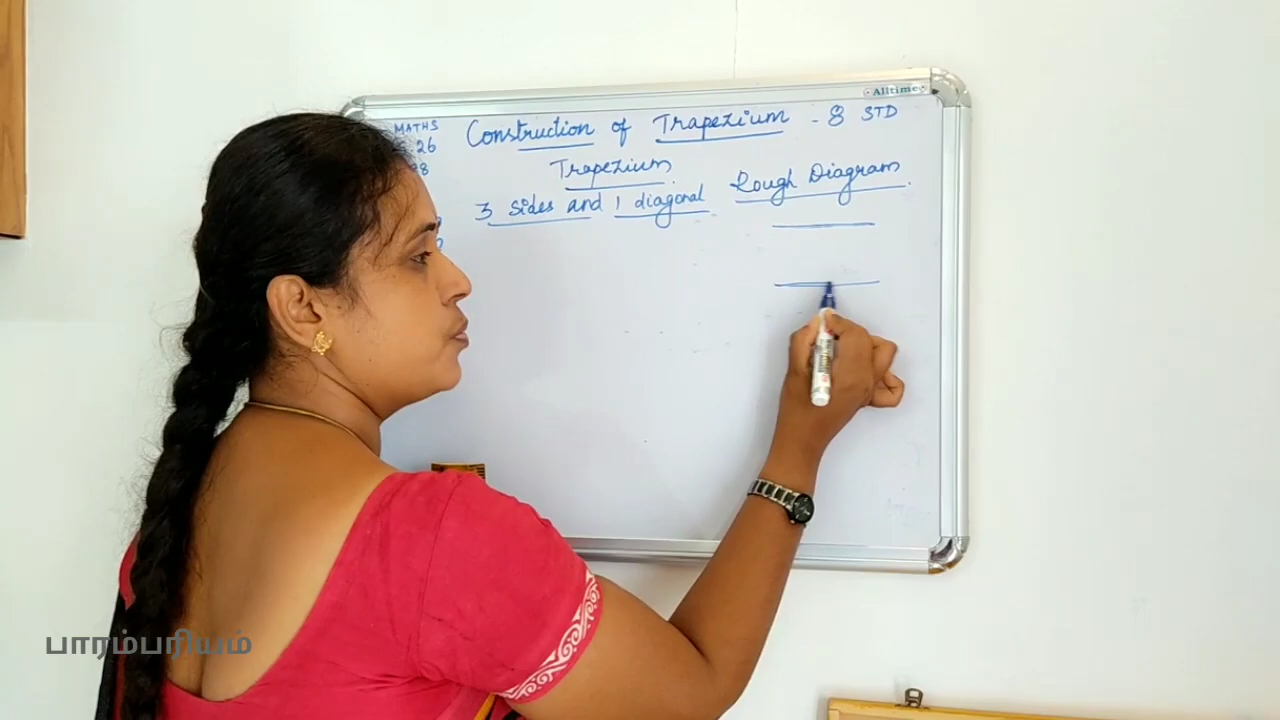 Alltime
MATHS
Construction of Trapezium - 8 STD
26
Trapezium
3 sides and 1 diagonal
Rough Diagram
பாரம்பரியம்